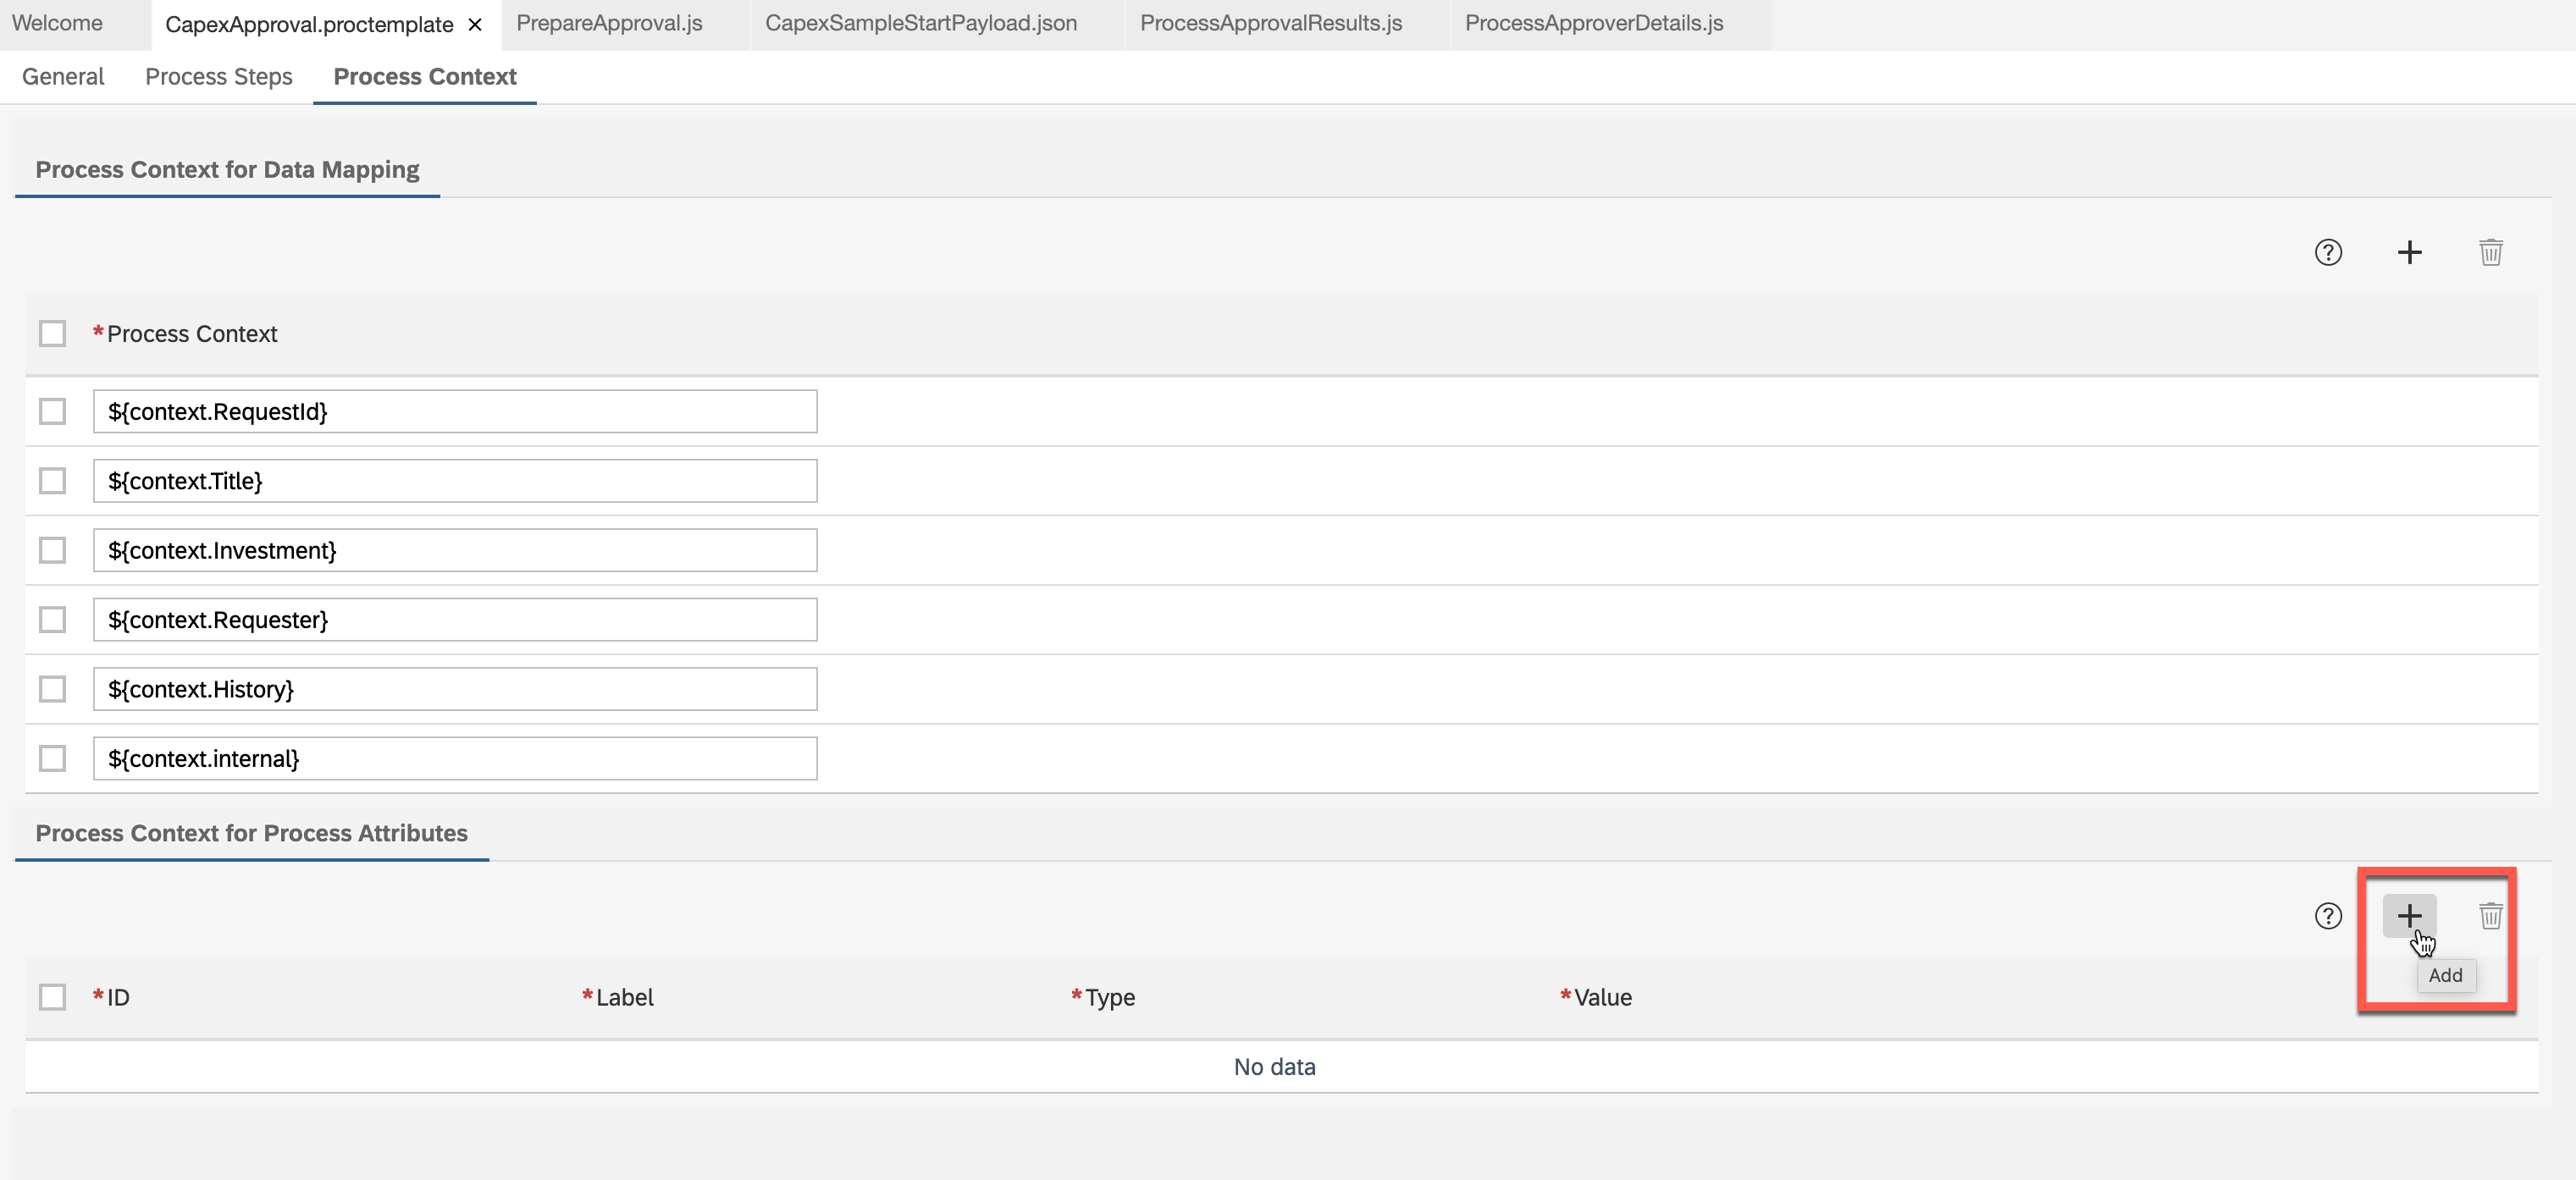 Welcome CapexApproval.proctemplate × PrepareApproval.js CapexSampleStartPayload.json ProcessApprovalResults.js ProcessApproverDetails.js
General Process Steps Process Context
Process Context for Data Mapping
?
*Process Context
${context.RequestId}
${context.Title}
${context.Investment}
${context.Requester}
${context.History}
${context.internal}
Process Context for Process Attributes
?
Add
*ID *Label *Type *Value
No data